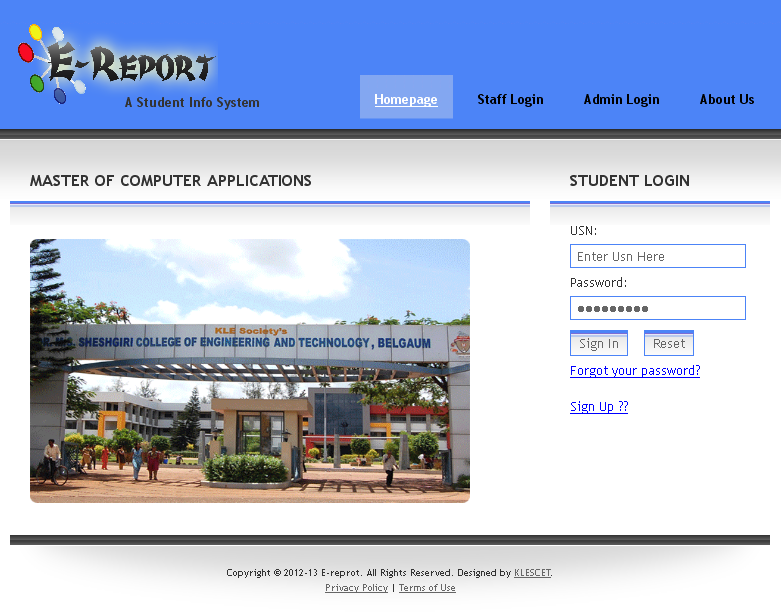 E-REPORT
A Student Info System
Homepage Staff Login Admin Login About Us
MASTER OF COMPUTER APPLICATIONS
STUDENT LOGIN
USN:
Enter Usn Here
Password:
●●●●●●●●●
Sign In Reset
Forgot your password?
Sign Up ??
KLE Society's
SHESHGIRI COLLEGE OF ENGINEERING AND TECHNOLOGY, BELGAUM
Copyright © 2012-13 E-reprot. All Rights Reserved. Designed by KLESCET.
Privacy Policy | Terms of Use